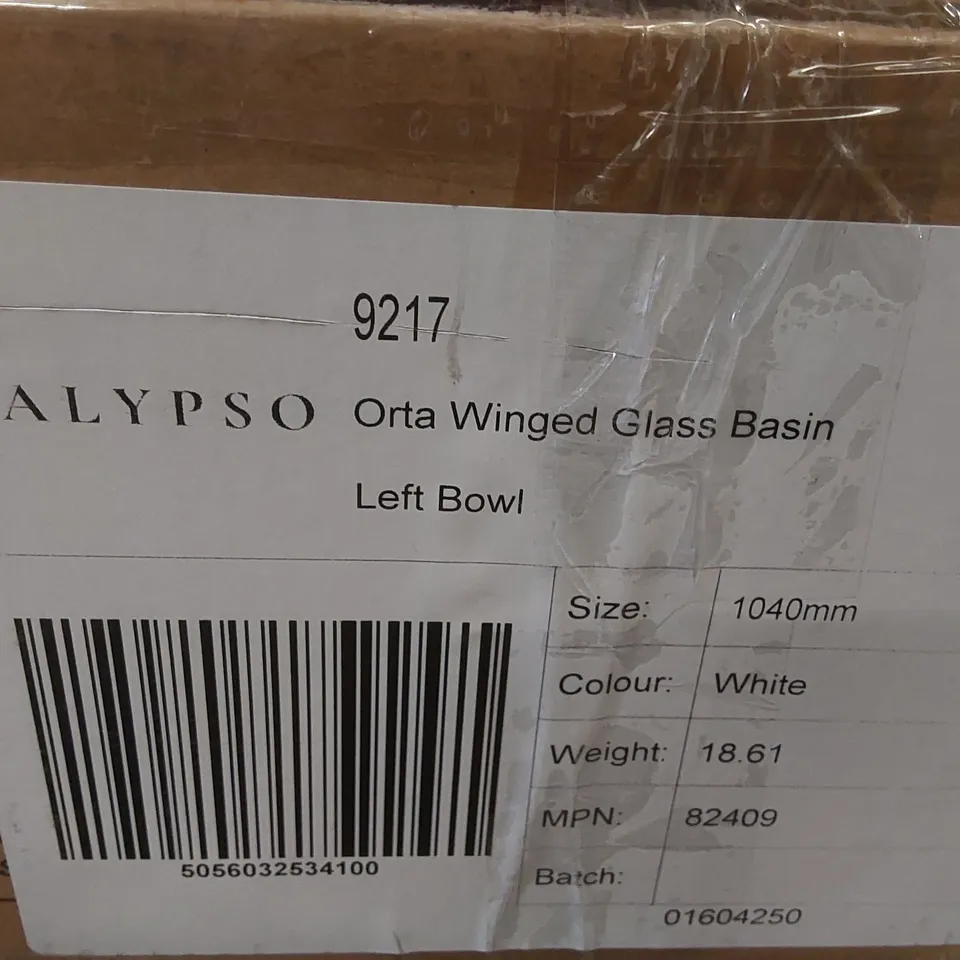 9217
ALYPSO Orta Winged Glass Basin
Left Bowl
Size: 1040mm
Colour: White
Weight: 18.61
MPN: 82409
Batch:
01604250
5056032534100